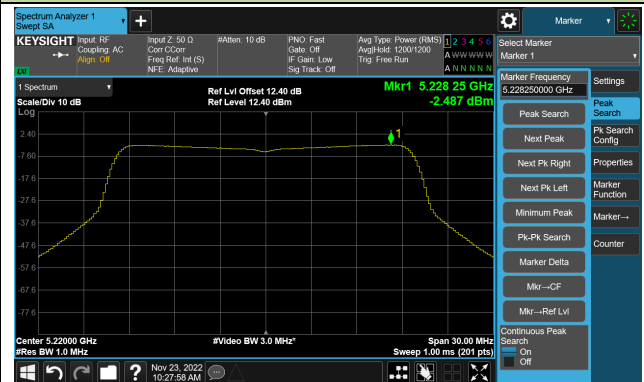 Spectrum Analyzer 1
Swept SA
Marker
KEYSIGHT
Input: RF
Coupling: AC
Align: Off
Input Z: 50 Ω
Corr CCorr
Freq Ref: Int (S)
NFE: Adaptive
#Atten: 10 dB
PNO: Fast
Gate: Off
IF Gain: Low
Sig Track: Off
Avg Type: Power (RMS)
Avg|Hold: 1200/1200
Trig: Free Run
1 2 3 4 5 6
A W W W W W
A N N N N N
LXI
Select Marker
Marker 1
1 Spectrum
Scale/Div 10 dB
Log
Ref Lvl Offset 12.40 dB
Ref Level 12.40 dBm
Mkr1 5.228 25 GHz
-2.487 dBm
1
2.40
-7.60
-17.6
-27.6
-37.6
-47.6
-57.6
-67.6
-77.6
Center 5.22000 GHz
#Res BW 1.0 MHz
#Video BW 3.0 MHz*
Span 30.00 MHz
Sweep 1.00 ms (201 pts)
Marker Frequency
5.228250000 GHz
Peak Search
Next Peak
Next Pk Right
Next Pk Left
Minimum Peak
Pk-Pk Search
Marker Delta
Mkr→CF
Mkr→Ref Lvl
Continuous Peak
Search
On
Off
Settings
Peak
Search
Pk Search
Config
Properties
Marker
Function
Marker→
Counter
Nov 23, 2022
10:27:58 AM